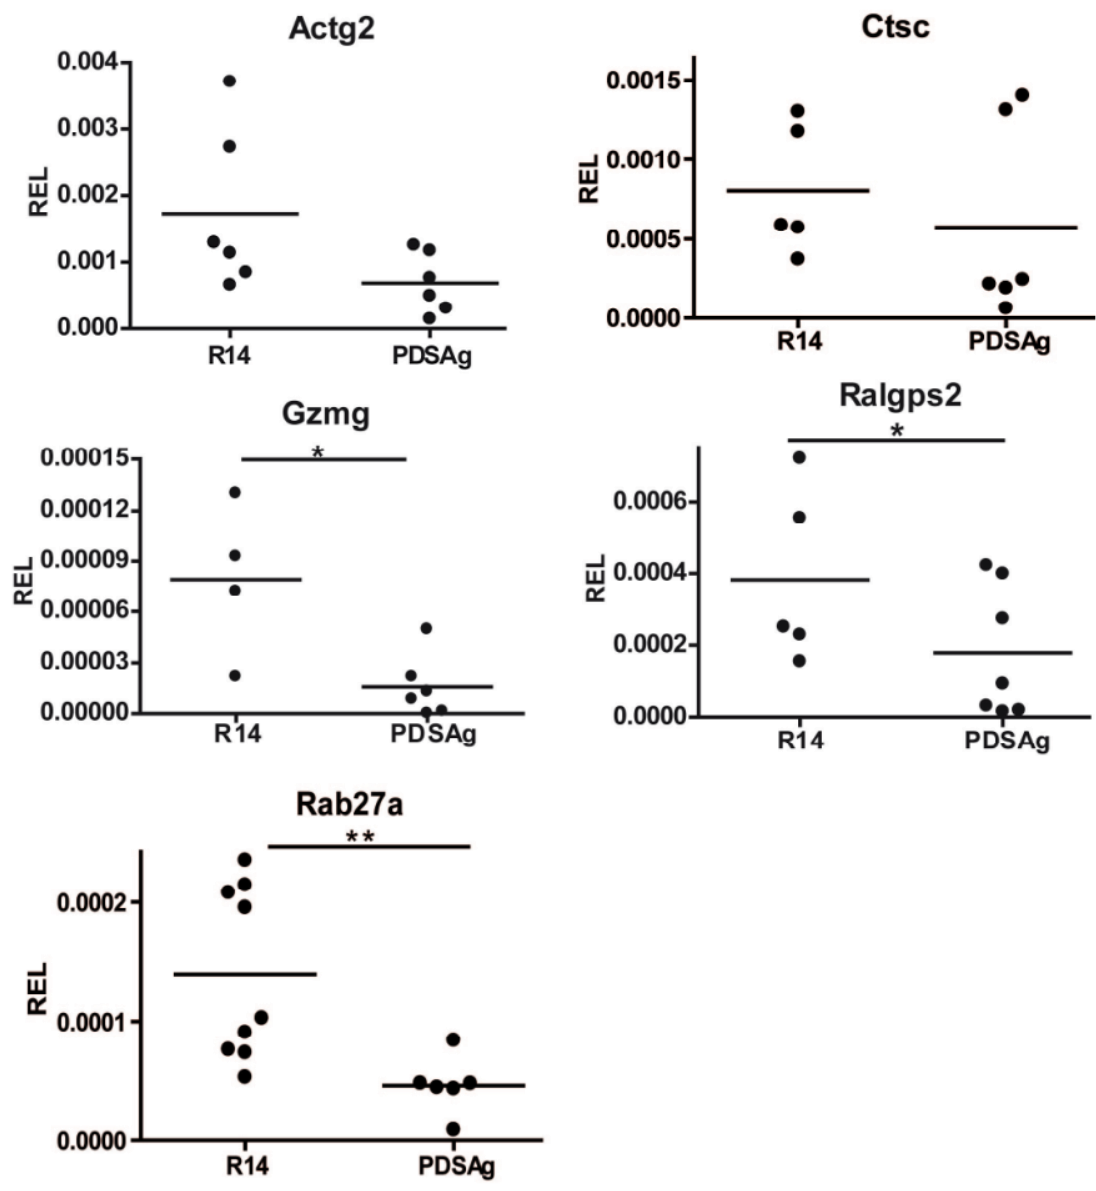 Actg2
REL
0.004
0.003
0.002
0.001
0.000
R14 PDSAg
Ctsc
REL
0.0015
0.0010
0.0005
0.0000
R14 PDSAg
Gzmg
*
REL
0.00015
0.00012
0.00009
0.00006
0.00003
0.00000
R14 PDSAg
Ralgps2
*
REL
0.0006
0.0004
0.0002
0.0000
R14 PDSAg
Rab27a
**
REL
0.0002
0.0001
0.0000
R14 PDSAg